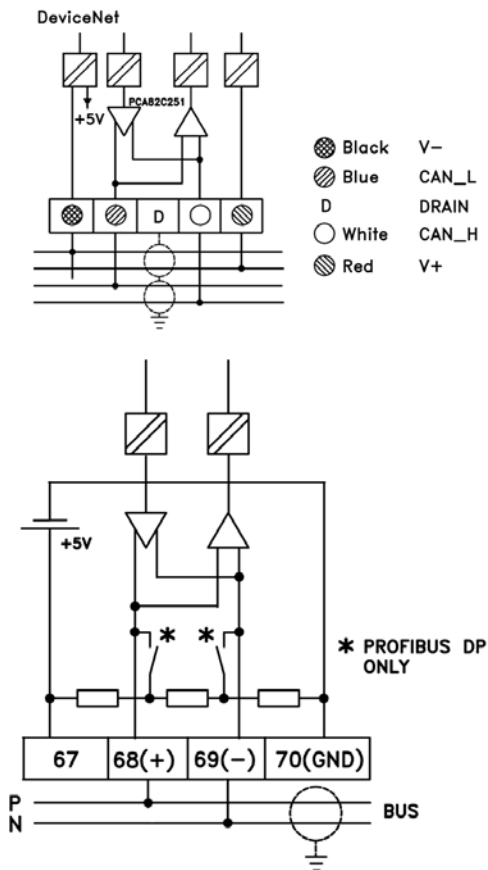 DeviceNet
PCA82C251
+5V
Black V-
Blue CAN_L
D DRAIN
White CAN_H
Red V+
D
+5V
* *
* PROFIBUS DP
ONLY
67 68(+) 69(-) 70(GND)
P
N
BUS